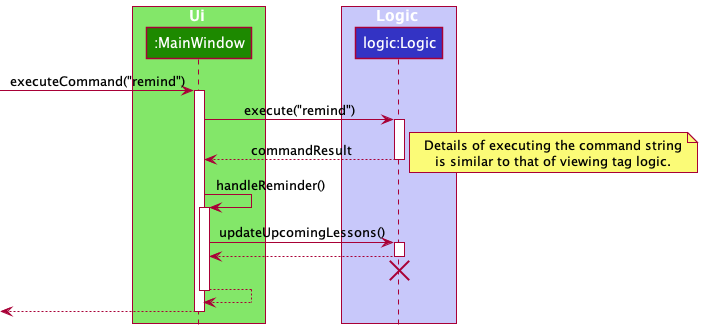 Ui
Logic
:MainWindow
logic:Logic
executeCommand("remind")
execute("remind")
Details of executing the command string
is similar to that of viewing tag logic.
commandResult
handleReminder()
updateUpcomingLessons()